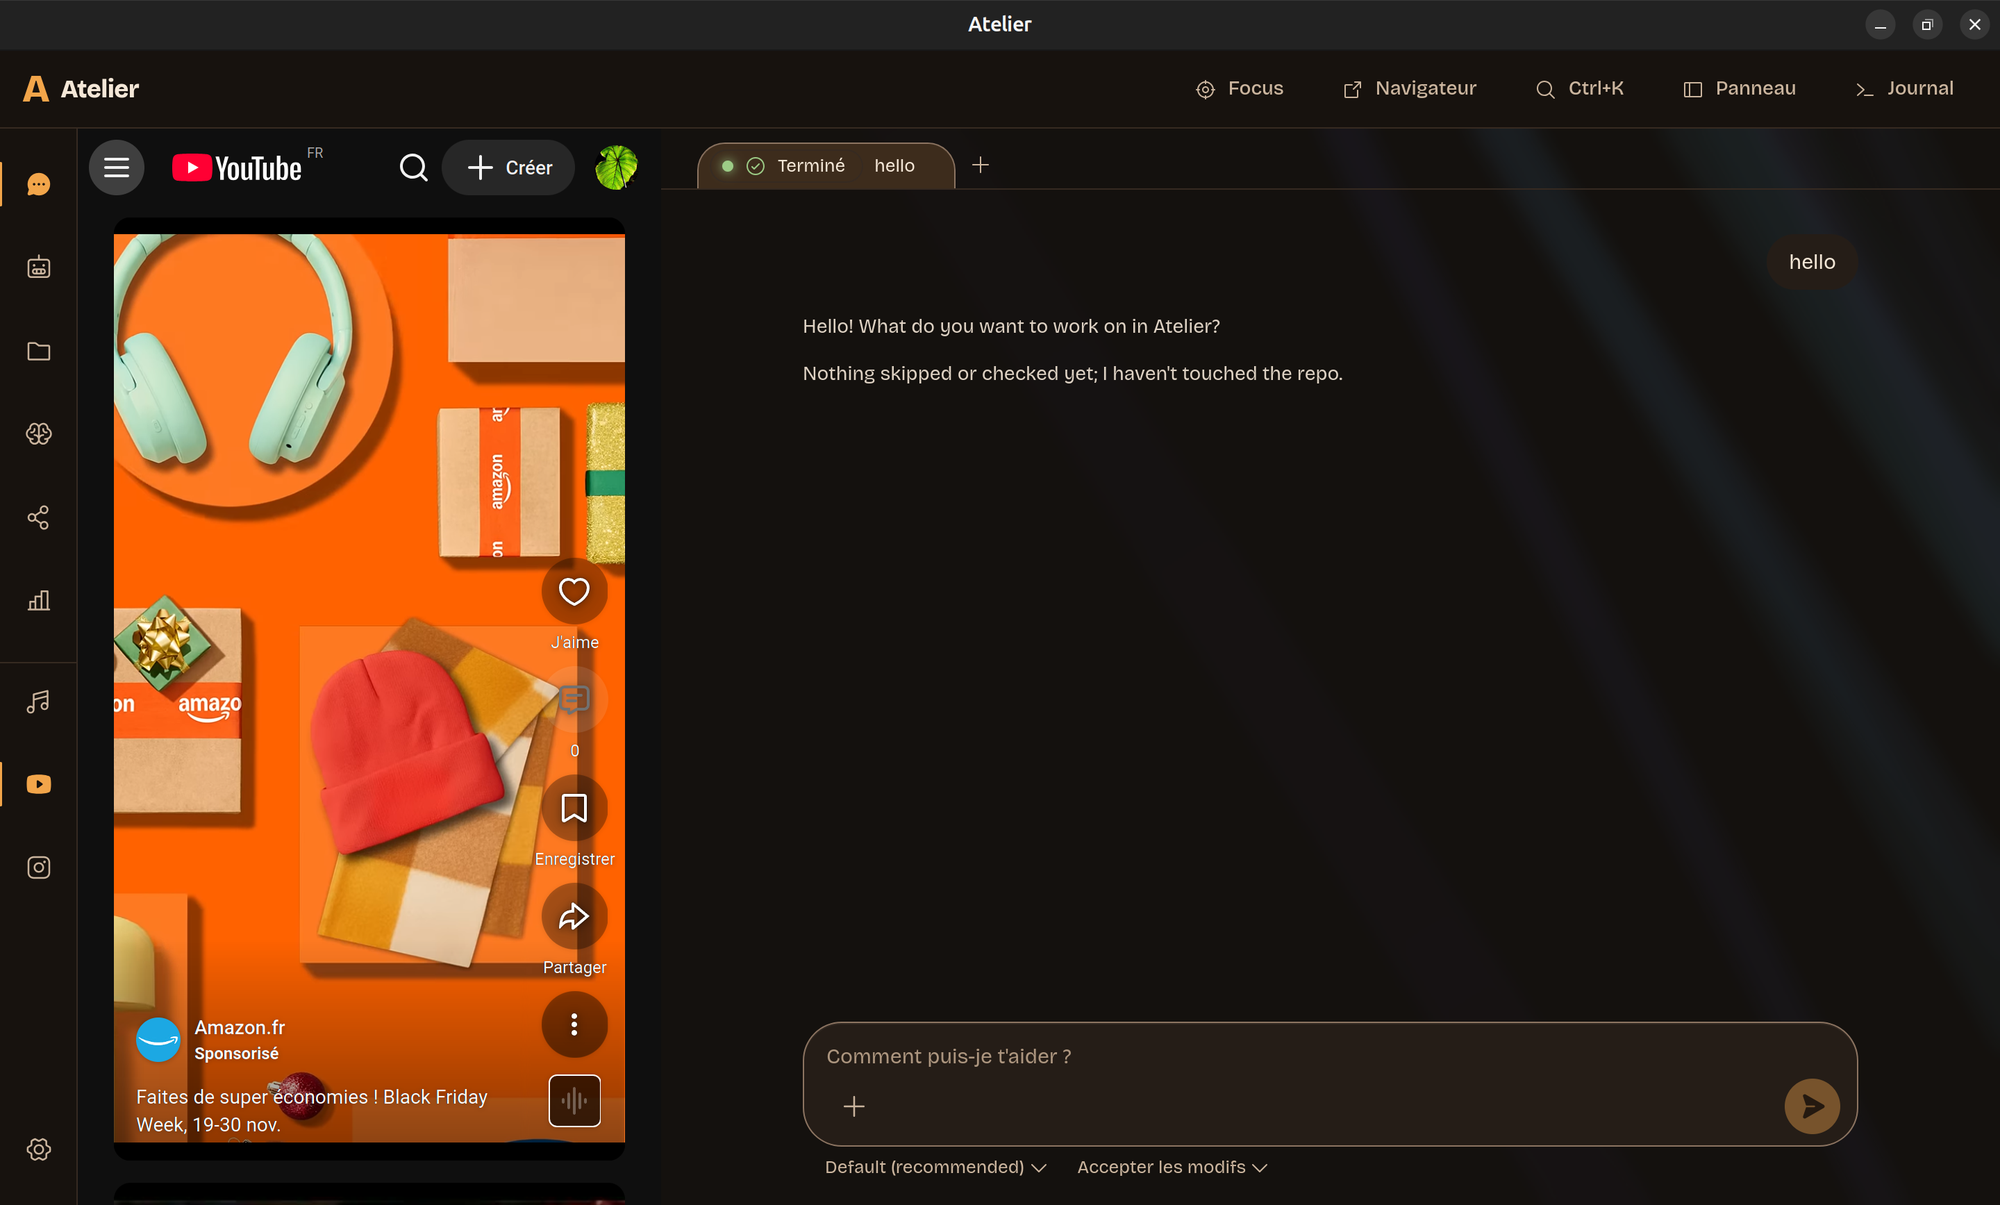 Atelier
A Atelier
Focus
Navigateur
Ctrl+K
Panneau
Journal
YouTube FR
Créer
Terminé hello
hello
Hello! What do you want to work on in Atelier?
Nothing skipped or checked yet; I haven't touched the repo.
amazon
on amazo
J'aime
0
Enregistrer
Partager
Amazon.fr
Sponsorisé
Faites de super économies ! Black Friday
Week, 19-30 nov.
Comment puis-je t'aider ?
Default (recommended)
Accepter les modifs